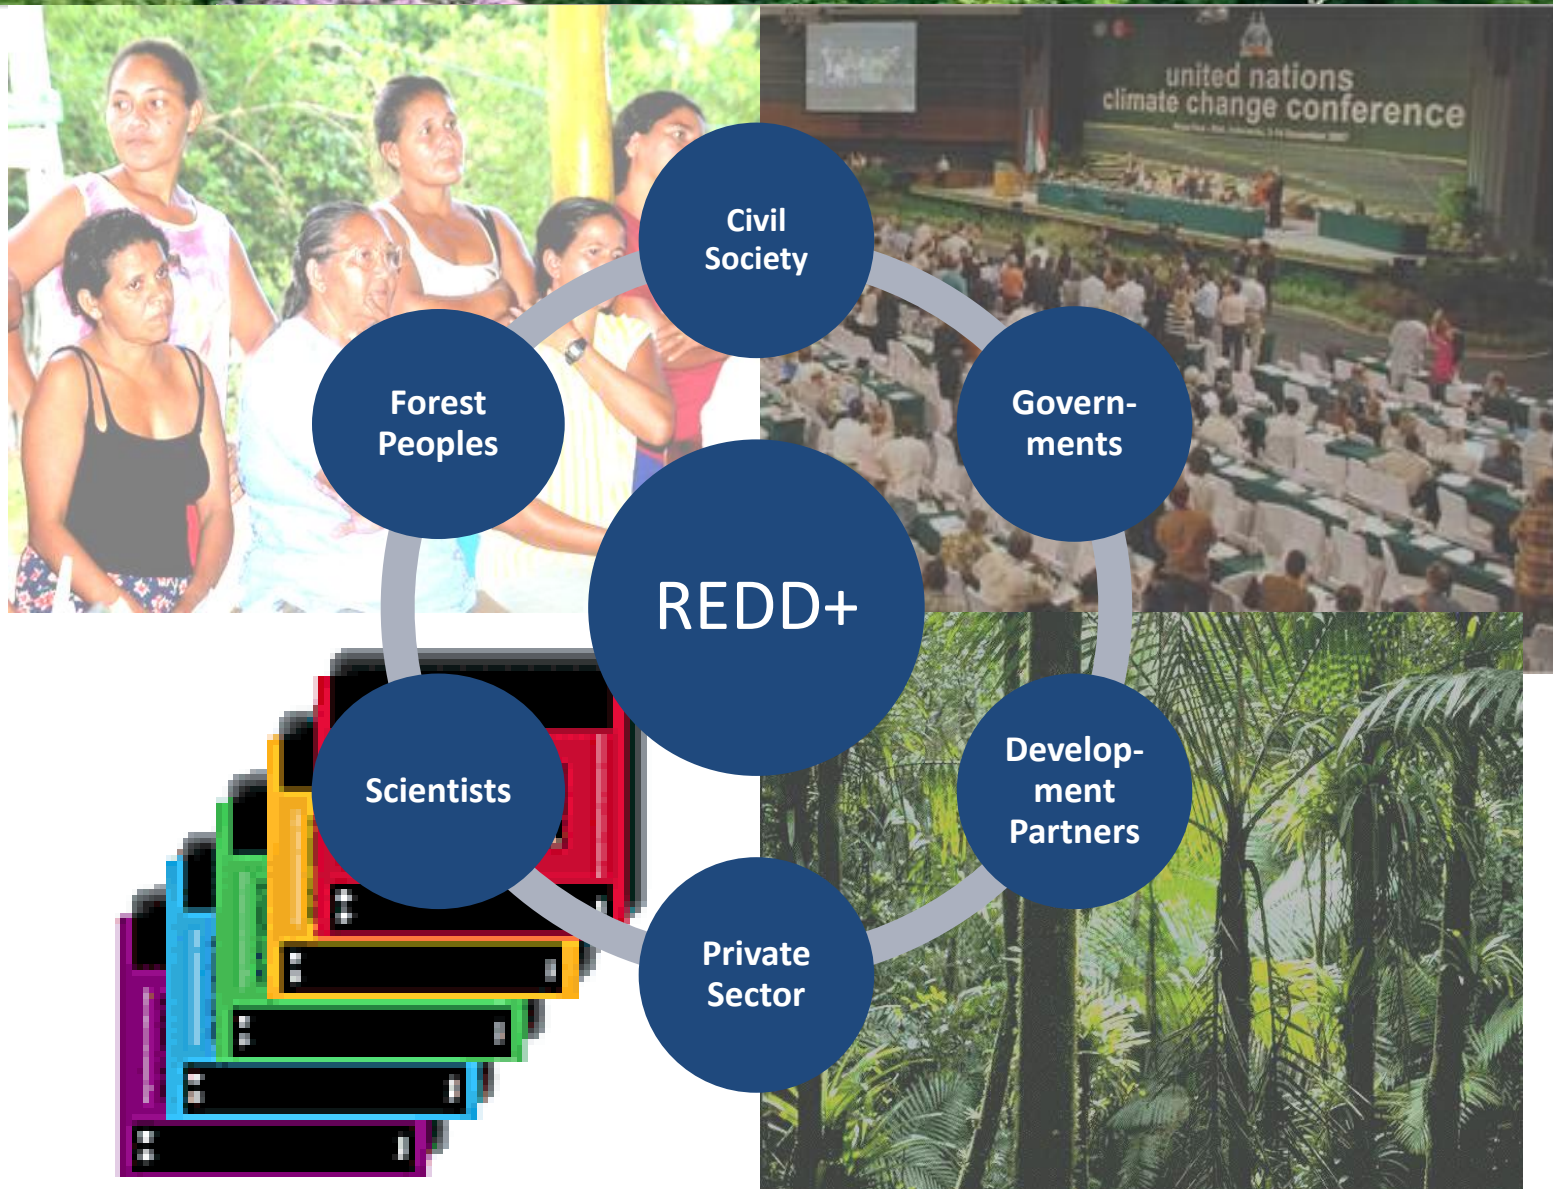 united nations
climate change conference
Civil
Society
Forest
Peoples
Govern-
ments
REDD+
Scientists
Develop-
ment
Partners
Private
Sector